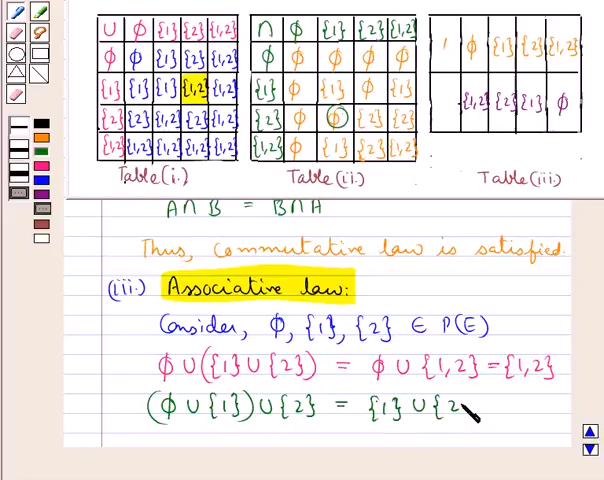 ∪ ϕ {1} {2} {1,2}
ϕ ϕ {1} {2} {1,2}
{1} {1} {1} {1,2} {1,2}
{2} {2} {1,2} {2} {1,2}
{1,2} {1,2} {1,2} {1,2} {1,2}
Table(i.)
∩ ϕ {1} {2} {1,2}
ϕ ϕ ϕ ϕ ϕ
{1} ϕ {1} ϕ {1}
{2} ϕ ϕ {2} {2}
{1,2} ϕ {1} {2} {1,2}
Table(ii.)
' ϕ {1} {2} {1,2}
{1,2} {2} {1} ϕ
Table(iii)
A∩B = B∩A
Thus, commutative law is satisfied.
(iii.) Associative law:
Consider, ϕ, {1}, {2} ∈ P(E)
ϕ ∪ ({1} ∪ {2}) = ϕ ∪ {1,2} = {1,2}
(ϕ ∪ {1}) ∪ {2} = {1} ∪ {2